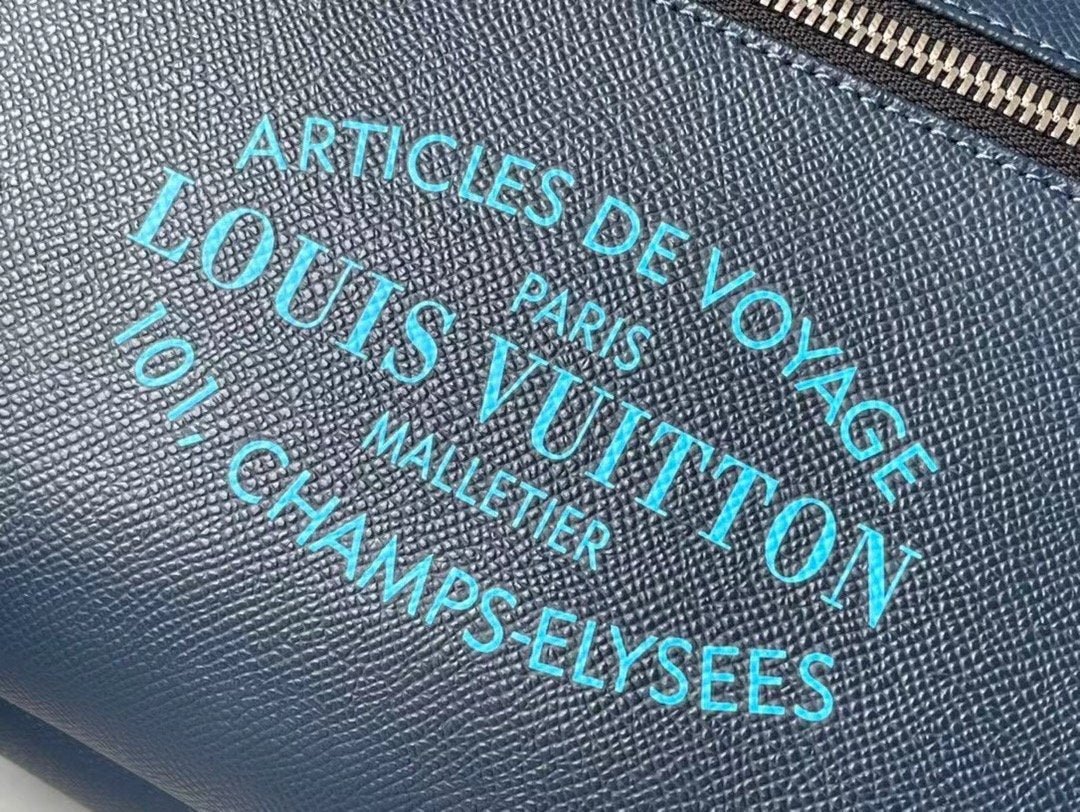 ARTICLES DE VOYAGE
PARIS
LOUIS VUITTON
MALLETIER
101, CHAMPS-ELYSEES